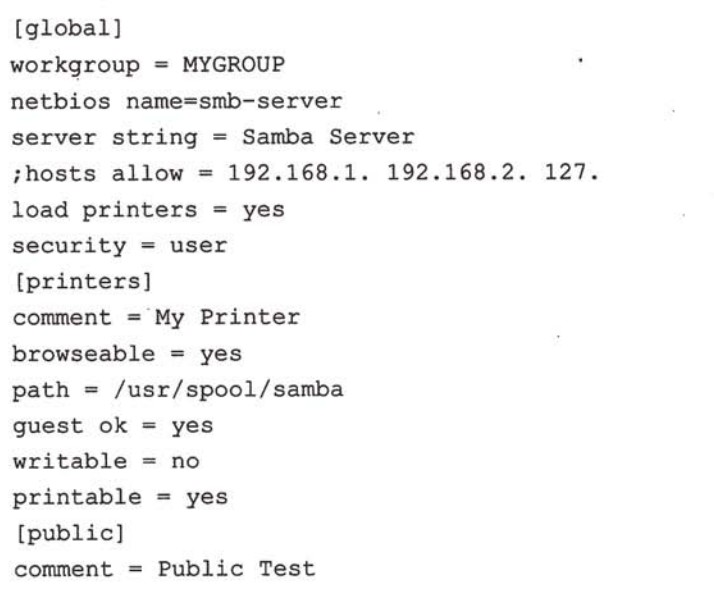 [global]
workgroup = MYGROUP
netbios name=smb-server
server string = Samba Server
;hosts allow = 192.168.1. 192.168.2. 127.
load printers = yes
security = user
[printers]
comment = My Printer
browseable = yes
path = /usr/spool/samba
guest ok = yes
writable = no
printable = yes
[public]
comment = Public Test